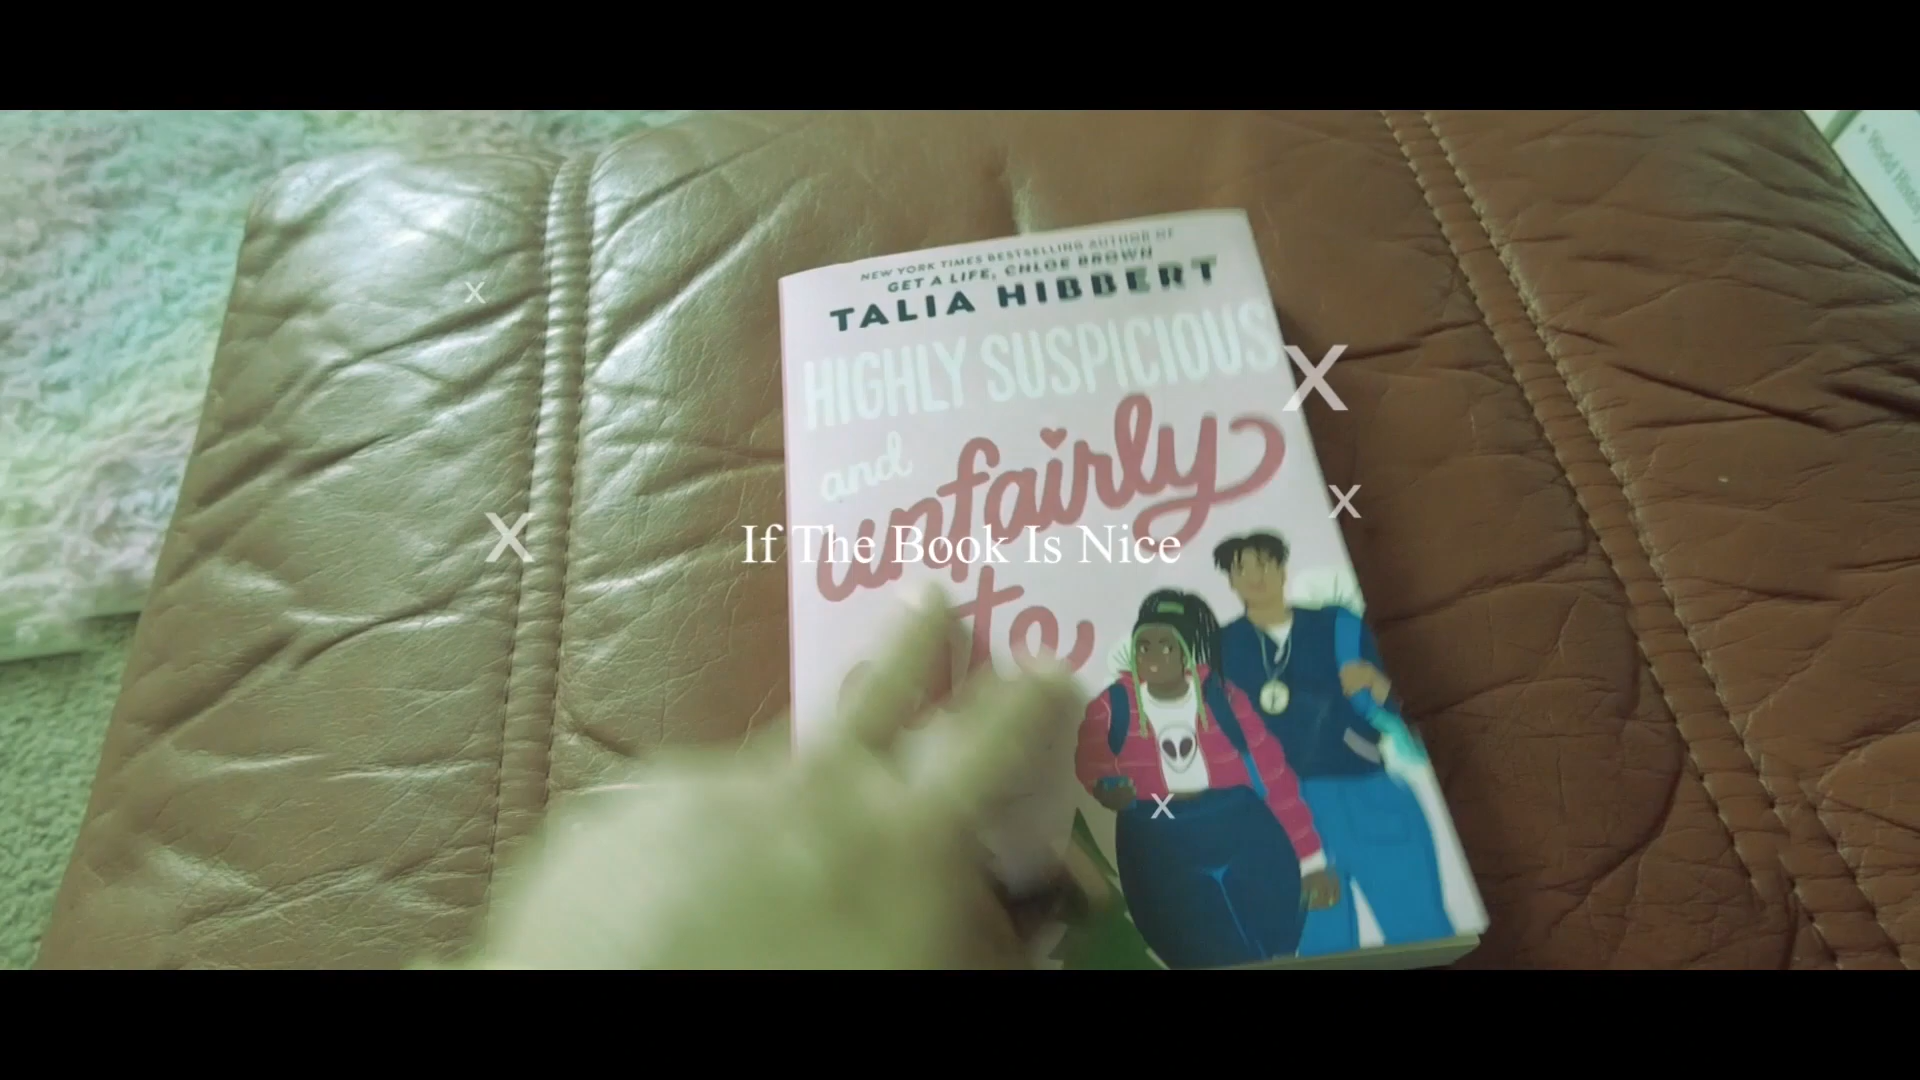 NEW YORK TIMES BESTSELLING AUTHOR OF
GET A LIFE, CHLOE BROWN
TALIA HIBBERT
HIGHLY SUSPICIOUS
and
unfairly
If The Book Is Nice
X
X
X
X
X